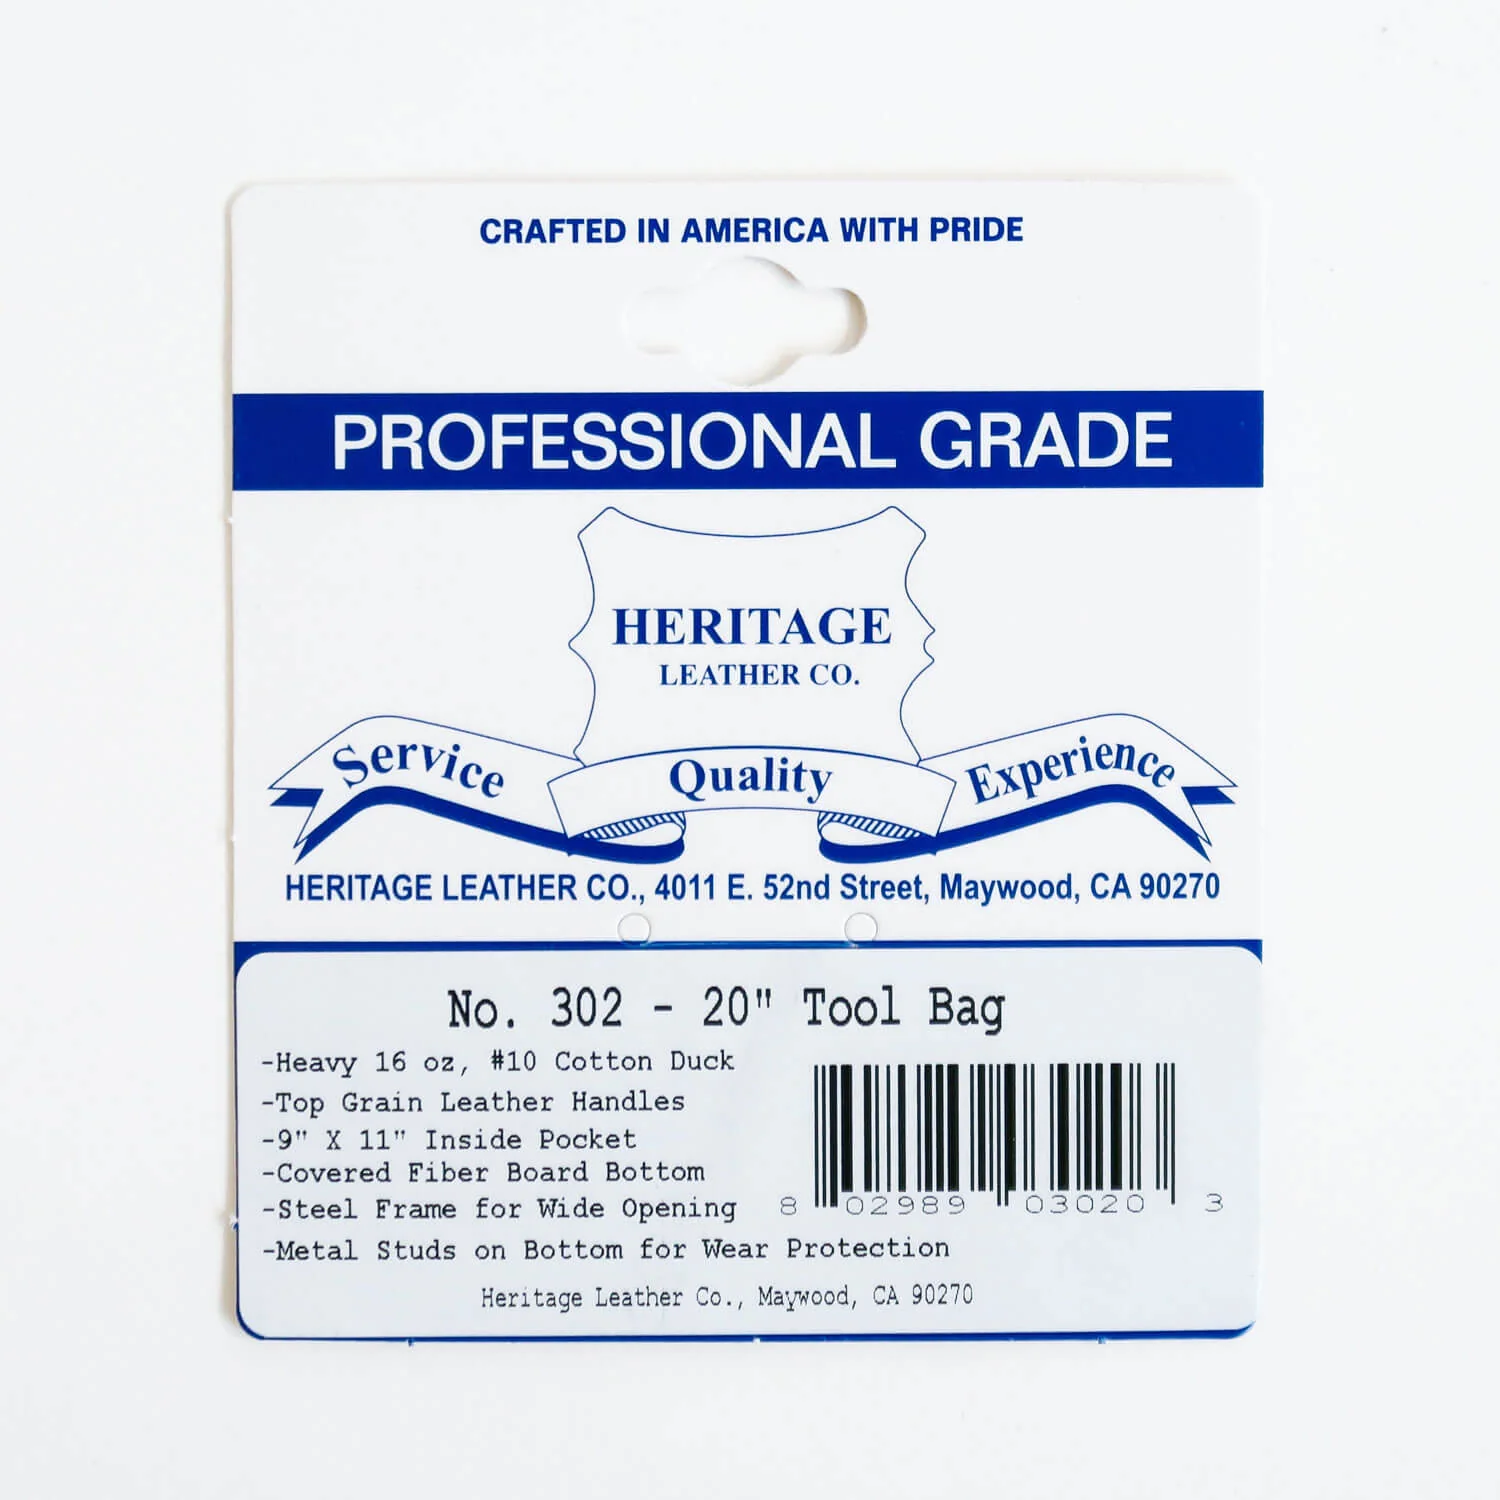 CRAFTED IN AMERICA WITH PRIDE
PROFESSIONAL GRADE
HERITAGE
LEATHER CO.
Service Quality Experience
HERITAGE LEATHER CO., 4011 E. 52nd Street, Maywood, CA 90270
No. 302 - 20" Tool Bag
-Heavy 16 oz, #10 Cotton Duck
-Top Grain Leather Handles
-9" X 11" Inside Pocket
-Covered Fiber Board Bottom
-Steel Frame for Wide Opening
-Metal Studs on Bottom for Wear Protection
8 02989 03020 3
Heritage Leather Co., Maywood, CA 90270